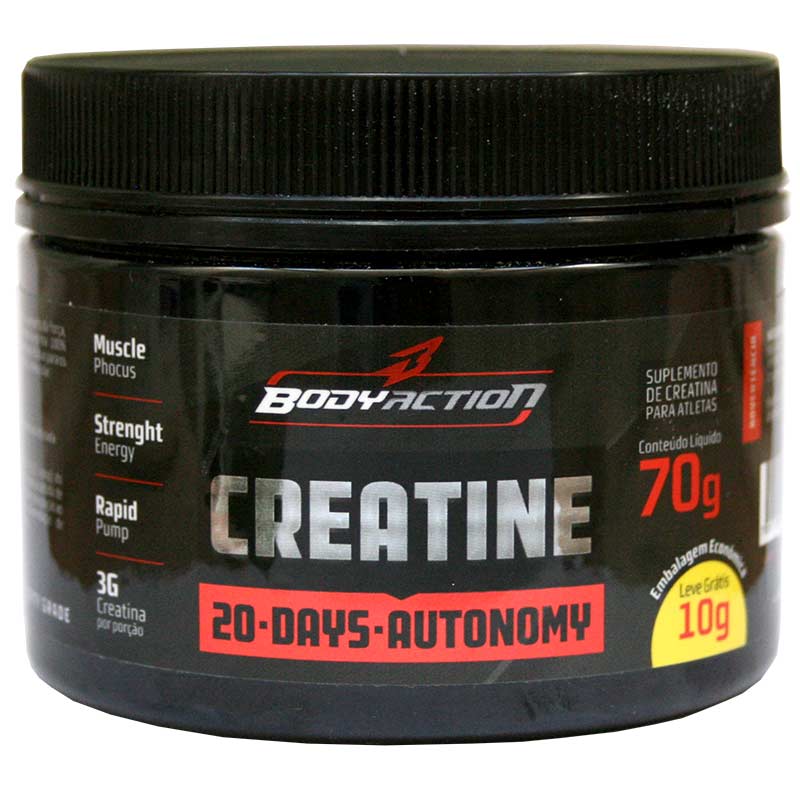 Muscle
Phocus
Strenght
Energy
Rapid
Pump
3G
Creatina
por porção
GRADE
BODYACTION
CREATINE
20-DAYS-AUTONOMY
SUPLEMENTO
DE CREATINA
PARA ATLETAS
Conteúdo Líquido
70g
Embalagem Econômica
Leve Grátis
10g